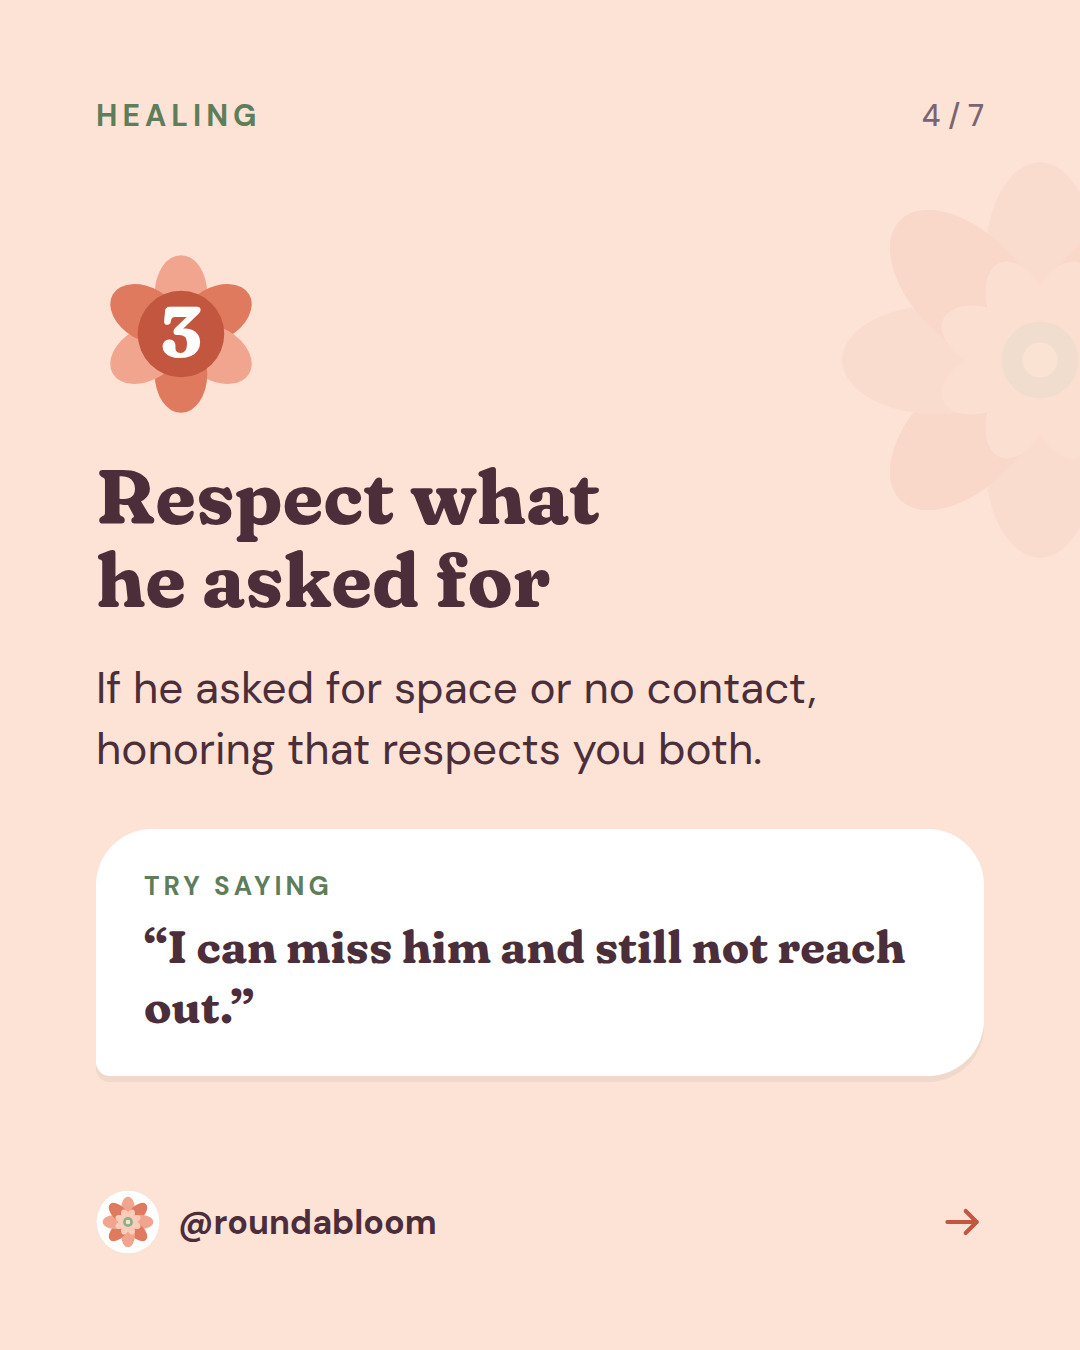 HEALING
4 / 7
3
Respect what
he asked for
If he asked for space or no contact,
honoring that respects you both.
TRY SAYING
“I can miss him and still not reach
out.”
@roundabloom